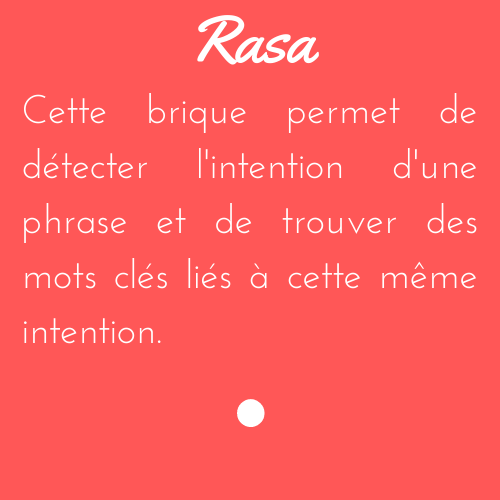 Rasa
Cette brique permet de
détecter l'intention d'une
phrase et de trouver des
mots clés liés à cette même
intention.